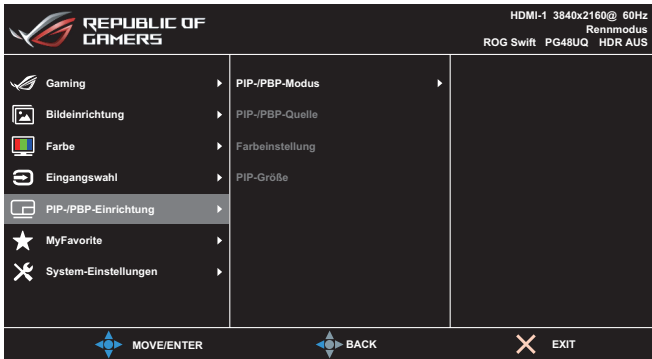 REPUBLIC OF
GAMERS
HDMI-1 3840x2160@ 60Hz
Rennmodus
ROG Swift PG48UQ HDR AUS
Gaming
Bildeinrichtung
Farbe
Eingangswahl
PIP-/PBP-Einrichtung
MyFavorite
System-Einstellungen
PIP-/PBP-Modus
PIP-/PBP-Quelle
Farbeinstellung
PIP-Größe
MOVE/ENTER
BACK
EXIT